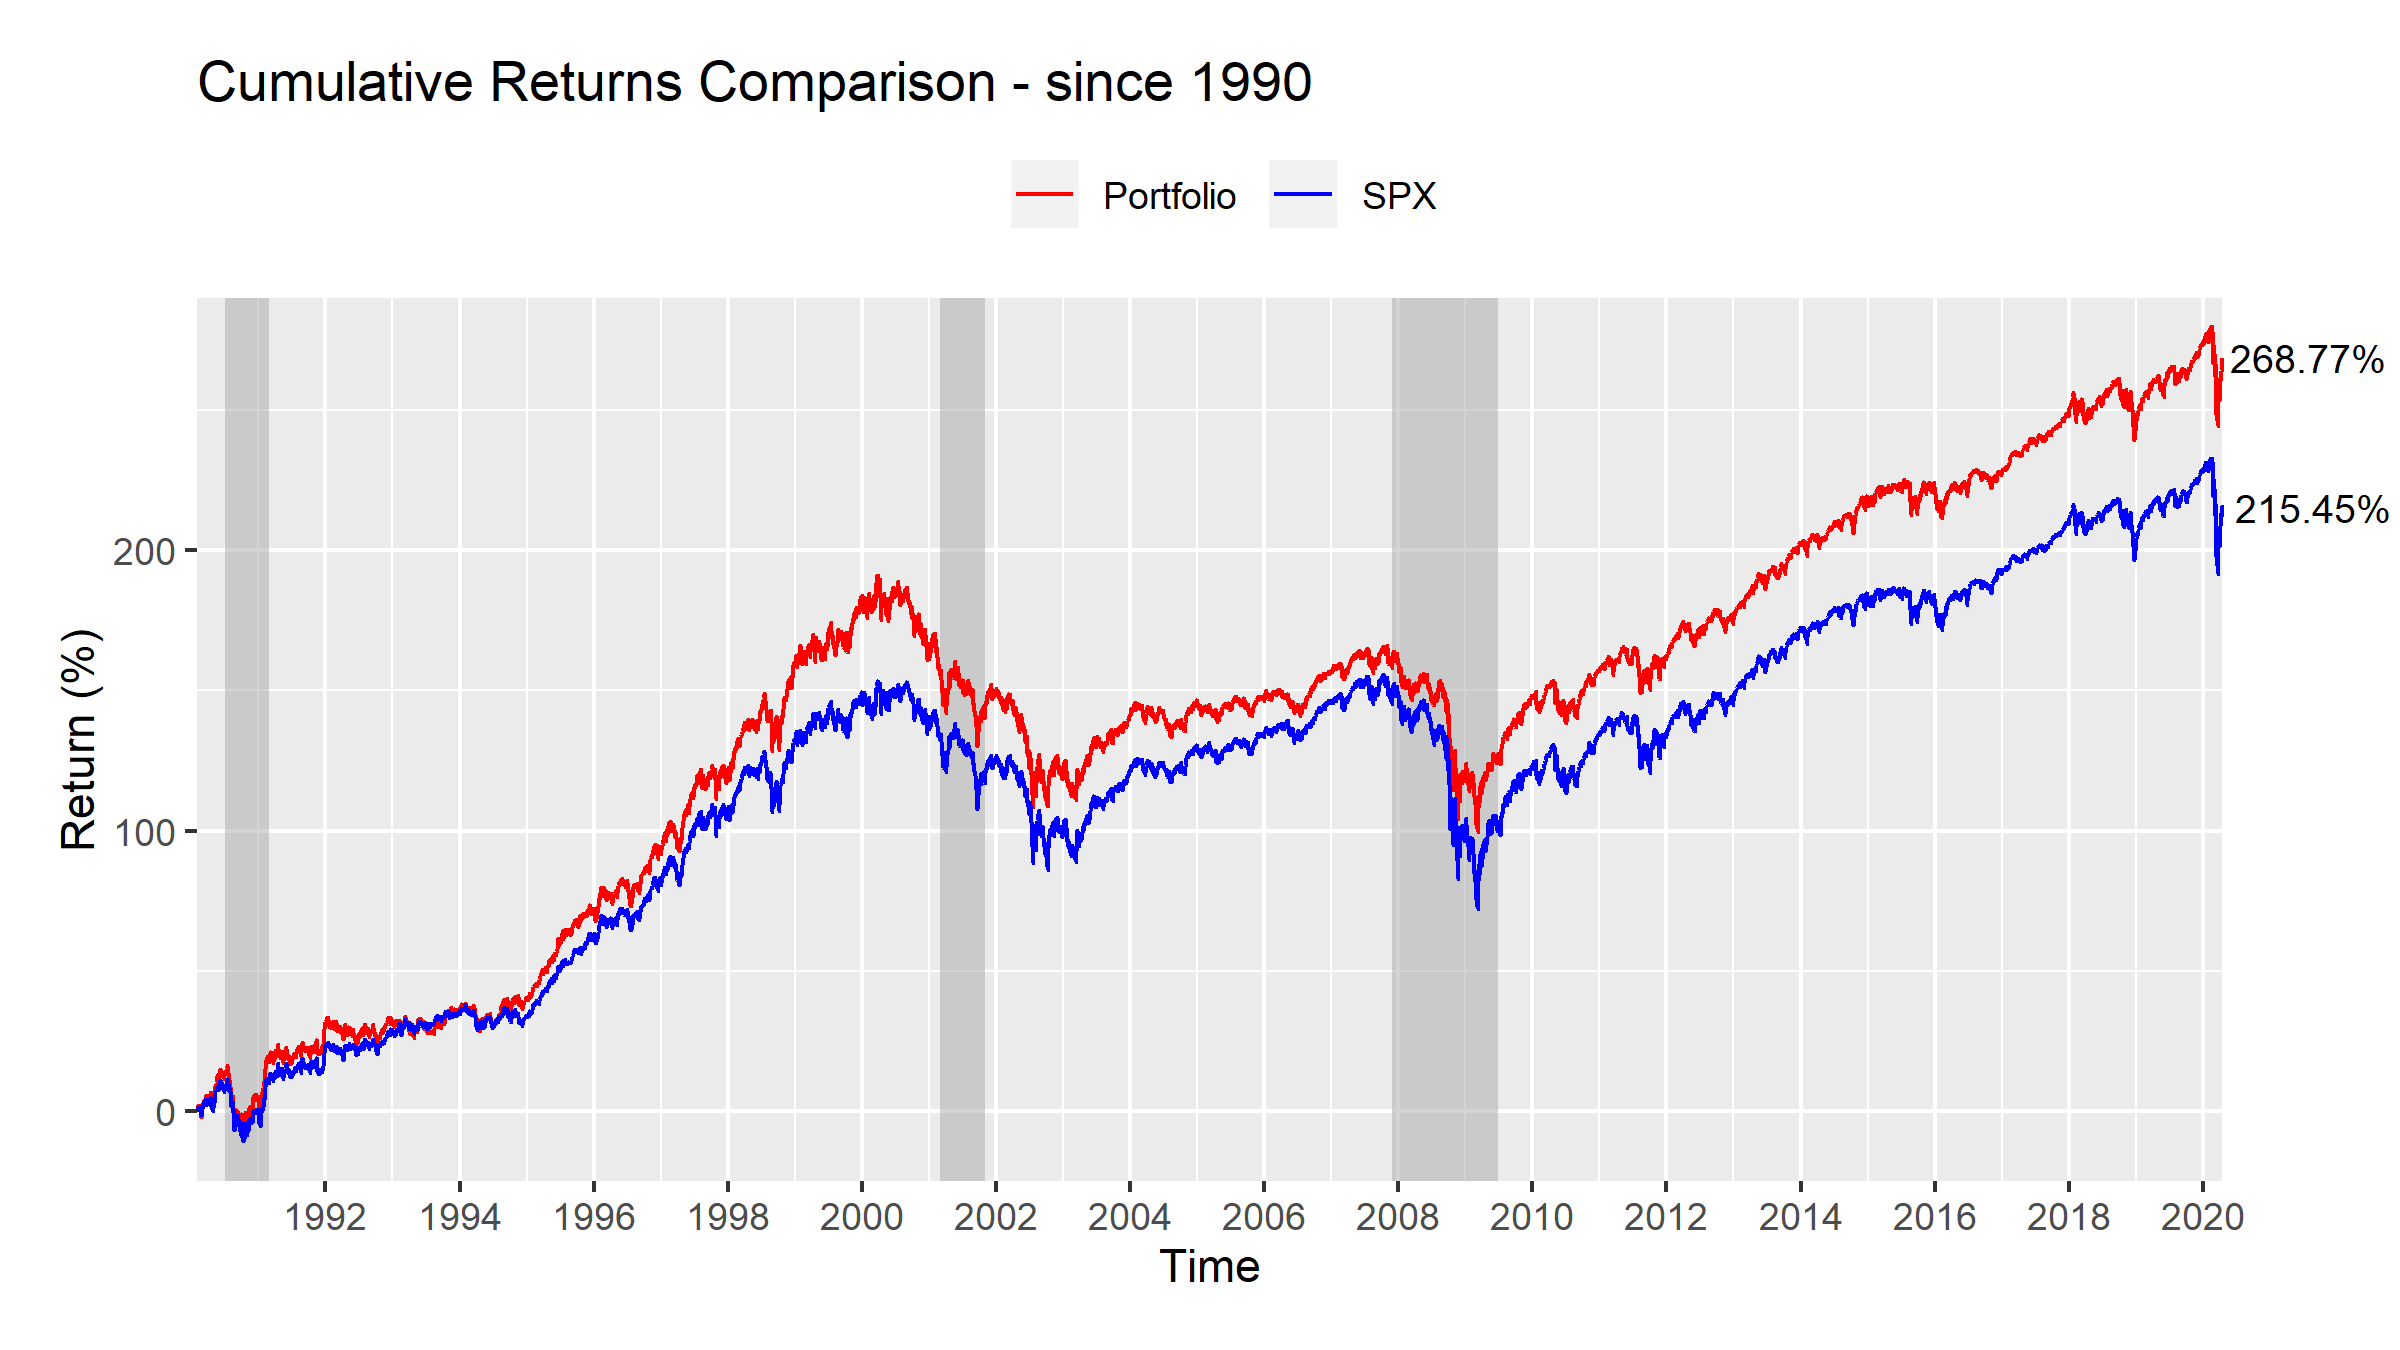 Cumulative Returns Comparison - since 1990
Portfolio SPX
268.77%
215.45%
200
100
0
Return (%)
1992 1994 1996 1998 2000 2002 2004 2006 2008 2010 2012 2014 2016 2018 2020
Time